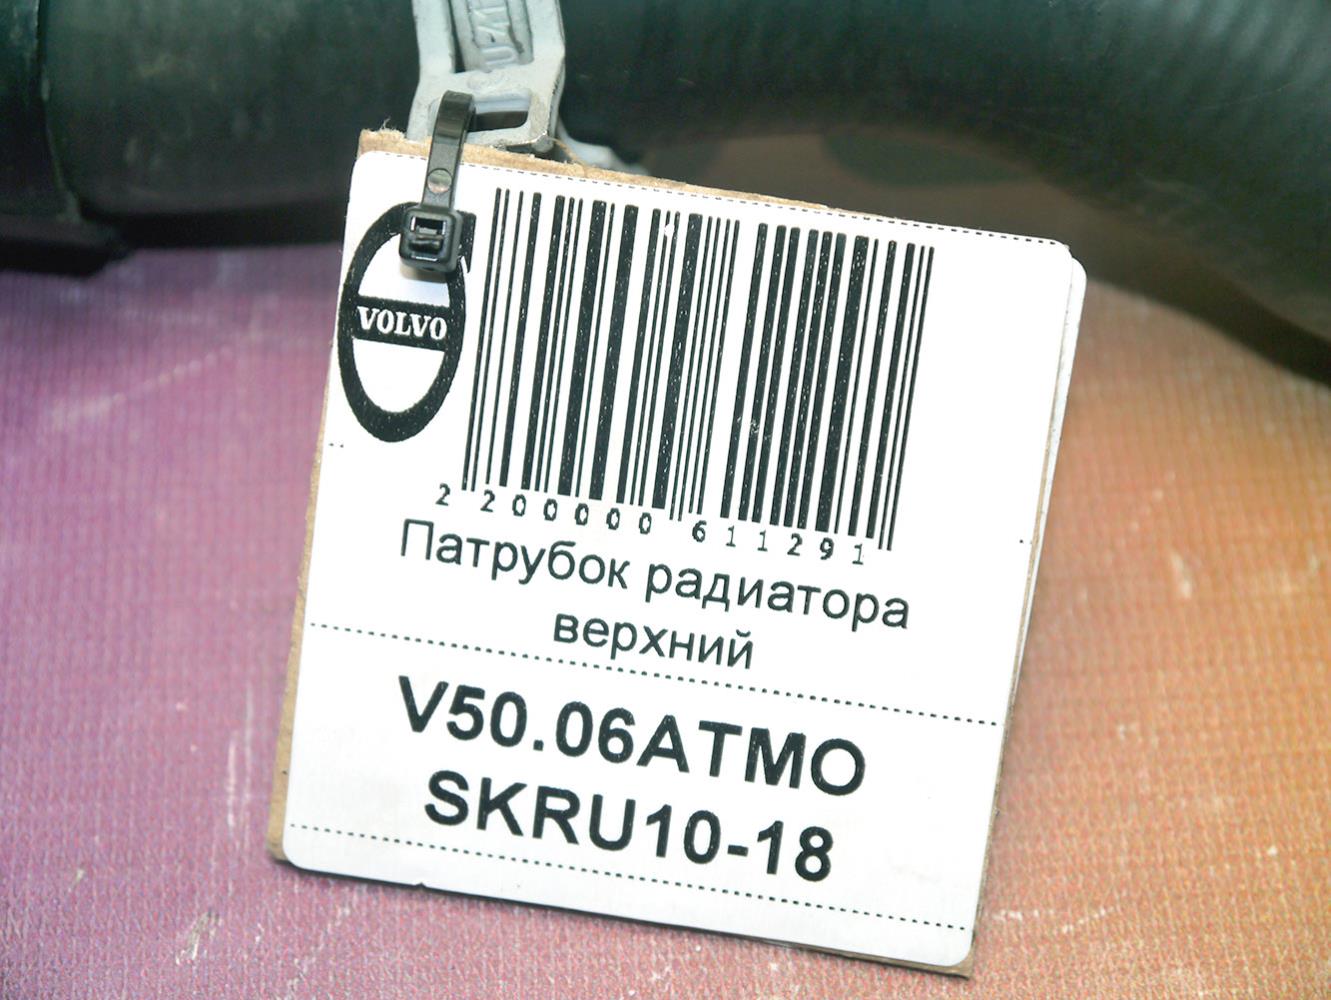 VOLVO
2 200000 611291
Патрубок радиатора
верхний
V50.06ATMO
SKRU10-18